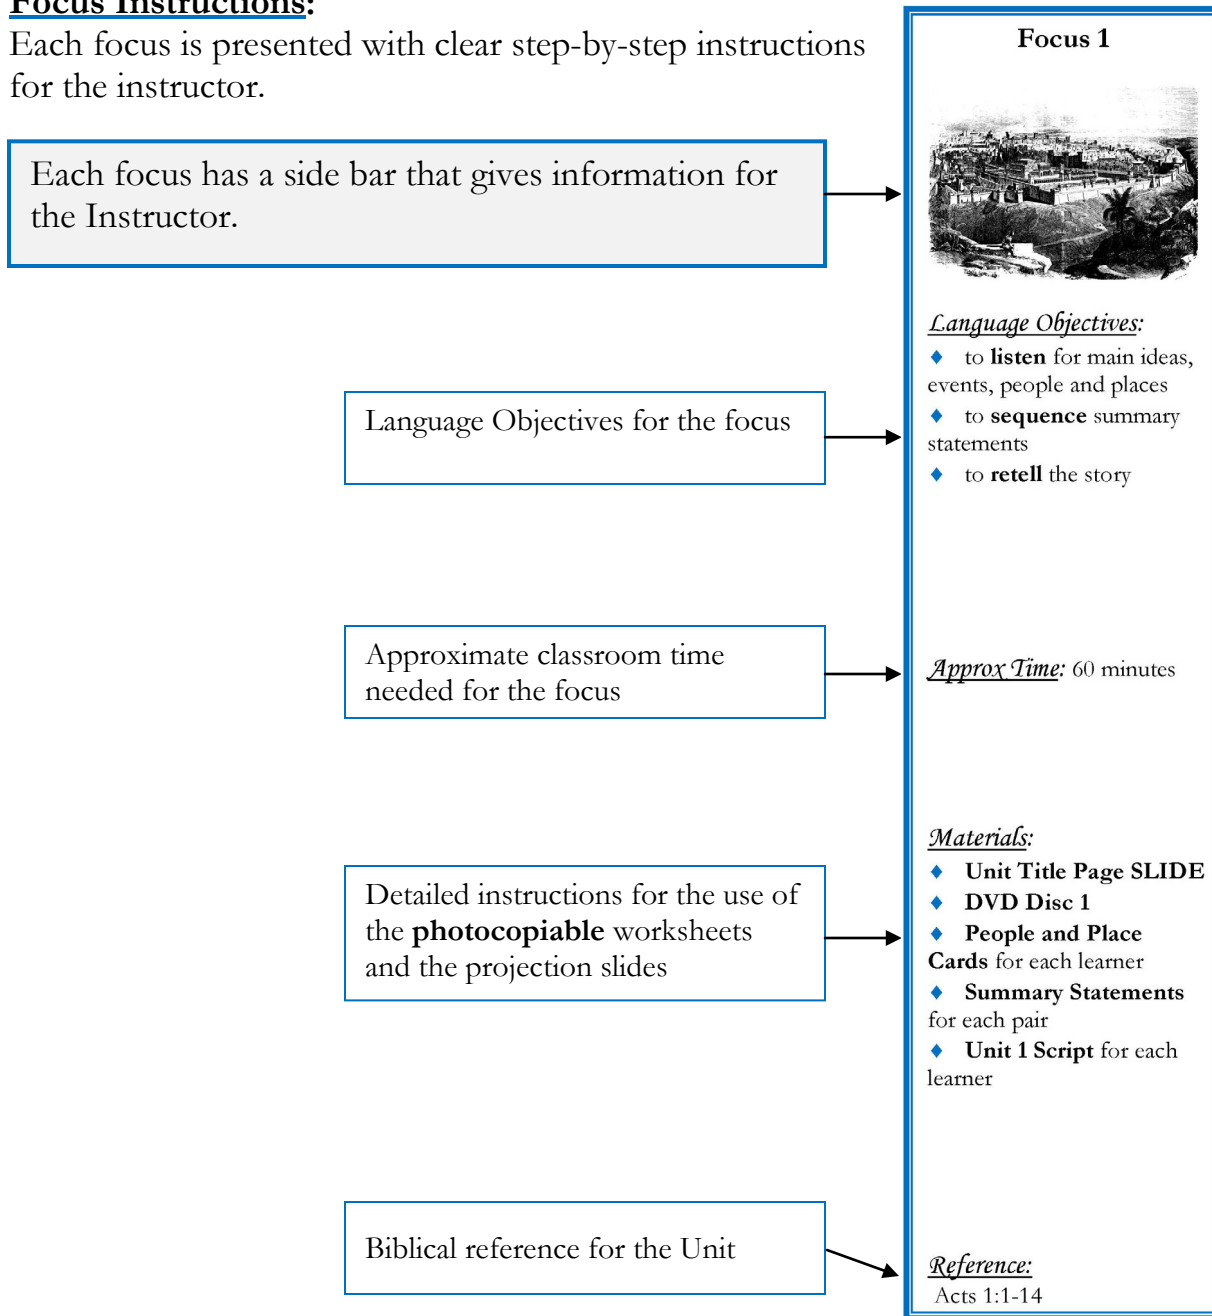 Focus Instructions:
Each focus is presented with clear step-by-step instructions
for the instructor.
Each focus has a side bar that gives information for
the Instructor.
Language Objectives for the focus
Approximate classroom time
needed for the focus
Detailed instructions for the use of
the photocopiable worksheets
and the projection slides
Biblical reference for the Unit
Focus 1
Language Objectives:
♦ to listen for main ideas,
events, people and places
♦ to sequence summary
statements
♦ to retell the story
Approx Time: 60 minutes
Materials:
♦ Unit Title Page SLIDE
♦ DVD Disc 1
♦ People and Place
Cards for each learner
♦ Summary Statements
for each pair
♦ Unit 1 Script for each
learner
Reference:
Acts 1:1-14